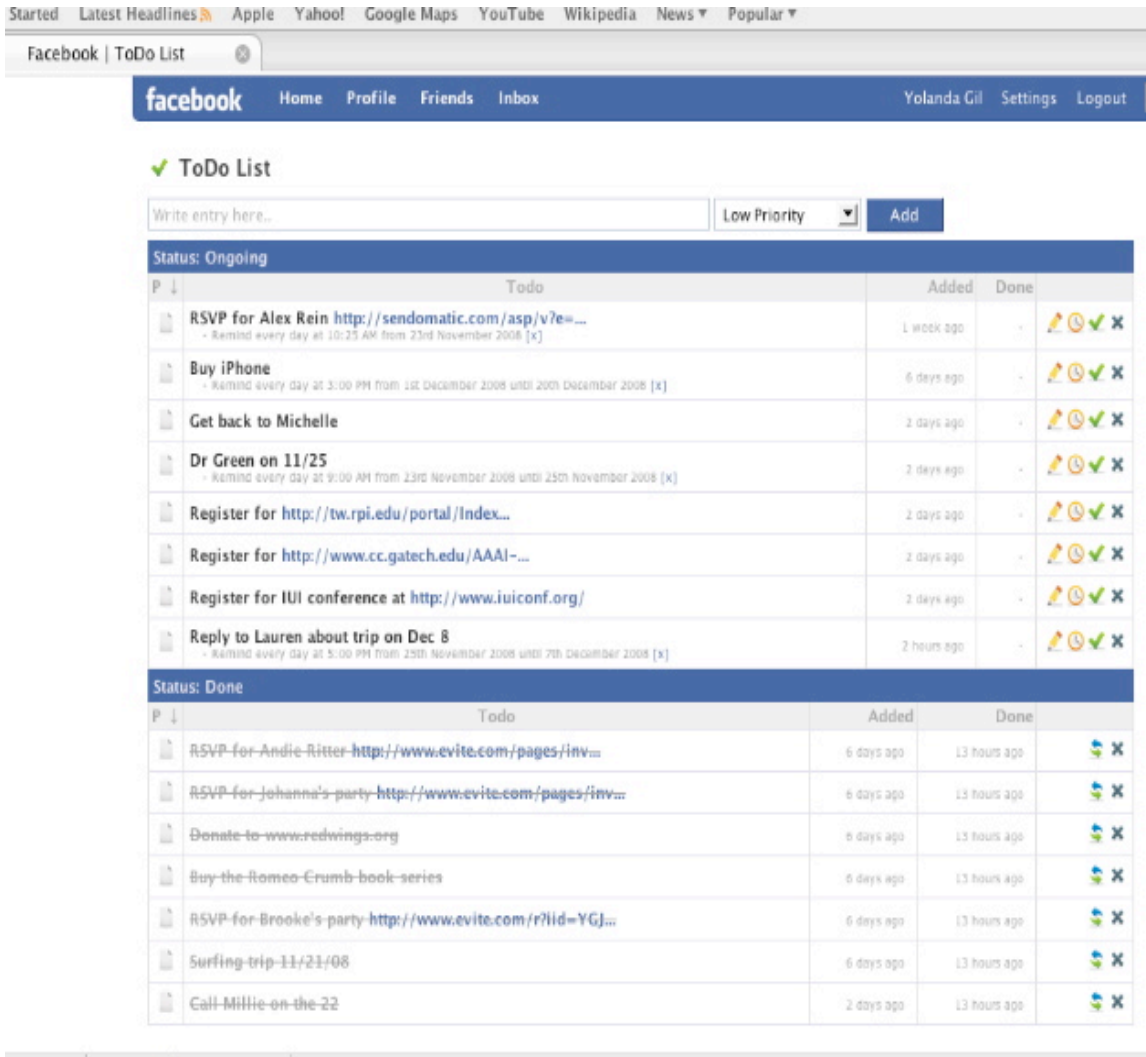 Started Latest Headlines Apple Yahoo! Google Maps YouTube Wikipedia News Popular
Facebook | ToDo List
facebook Home Profile Friends Inbox Yolanda Gil Settings Logout
ToDo List
Write entry here.. Low Priority Add
Status: Ongoing
P ↓ Todo Added Done
RSVP for Alex Rein http://sendomatic.com/asp/v?e=... 1 week ago -
- Remind every day at 10:25 AM from 23rd November 2008 [x]
Buy iPhone 6 days ago -
- Remind every day at 3:00 PM from 1st December 2008 until 20th December 2008 [x]
Get back to Michelle 2 days ago -
Dr Green on 11/25 2 days ago -
- Remind every day at 9:00 AM from 23rd November 2008 until 25th November 2008 [x]
Register for http://tw.rpi.edu/portal/Index... 2 days ago -
Register for http://www.cc.gatech.edu/AAAI-... 2 days ago -
Register for IUI conference at http://www.iuiconf.org/ 2 days ago -
Reply to Lauren about trip on Dec 8 2 hours ago -
- Remind every day at 5:00 PM from 25th November 2008 until 7th December 2008 [x]
Status: Done
P ↓ Todo Added Done
RSVP for Andie Ritter http://www.evite.com/pages/inv... 6 days ago 13 hours ago
RSVP for Johanna's party http://www.evite.com/pages/inv... 6 days ago 13 hours ago
Donate to www.redwings.org 6 days ago 13 hours ago
Buy the Romeo Crumb book series 6 days ago 13 hours ago
RSVP for Brooke's party http://www.evite.com/r?iid=YGJ... 6 days ago 13 hours ago
Surfing trip 11/21/08 6 days ago 13 hours ago
Call Millie on the 22 2 days ago 13 hours ago